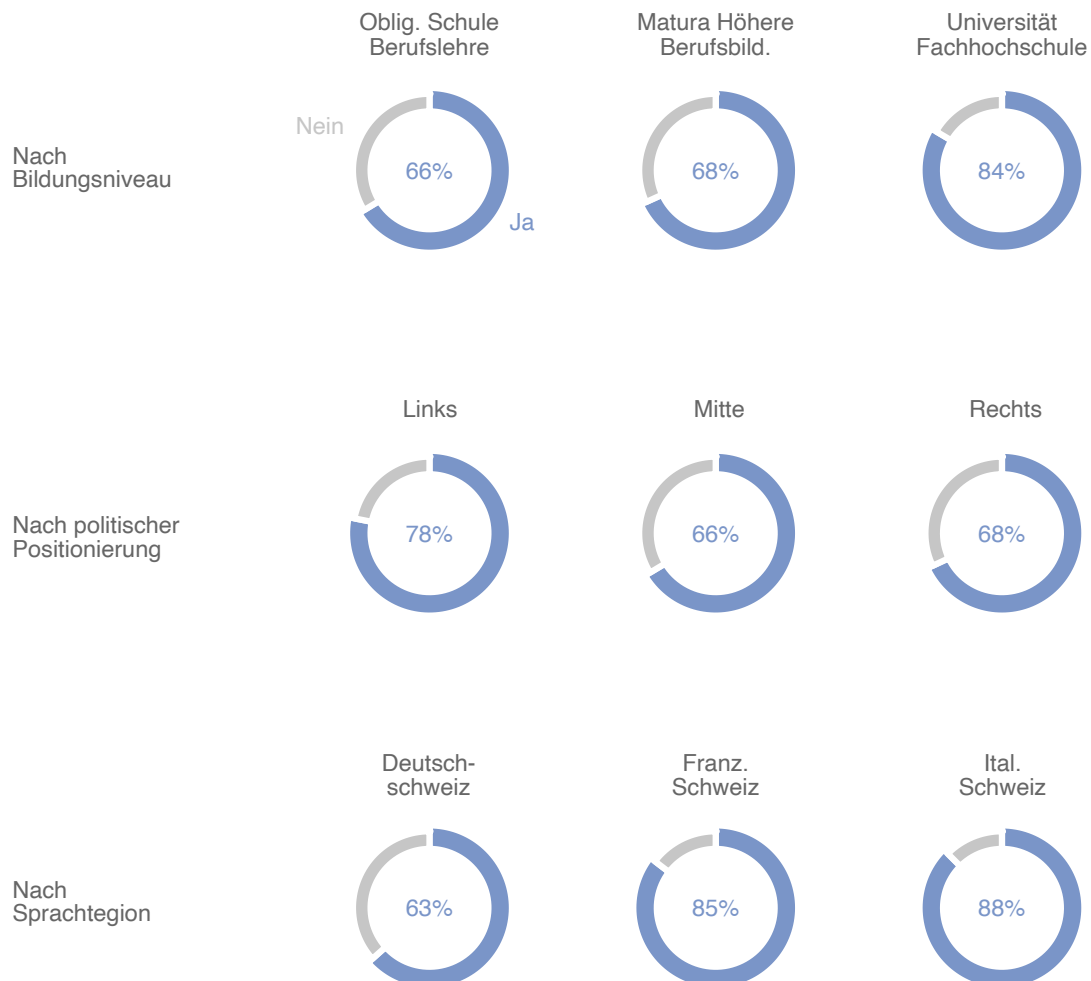 Oblig. Schule
Berufslehre
Matura Höhere
Berufsbild.
Universität
Fachhochschule
Nach
Bildungsniveau
Nein
66%
Ja
68%
84%
Links
Mitte
Rechts
Nach politischer
Positionierung
78%
66%
68%
Deutsch-
schweiz
Franz.
Schweiz
Ital.
Schweiz
Nach
Sprachtegion
63%
85%
88%